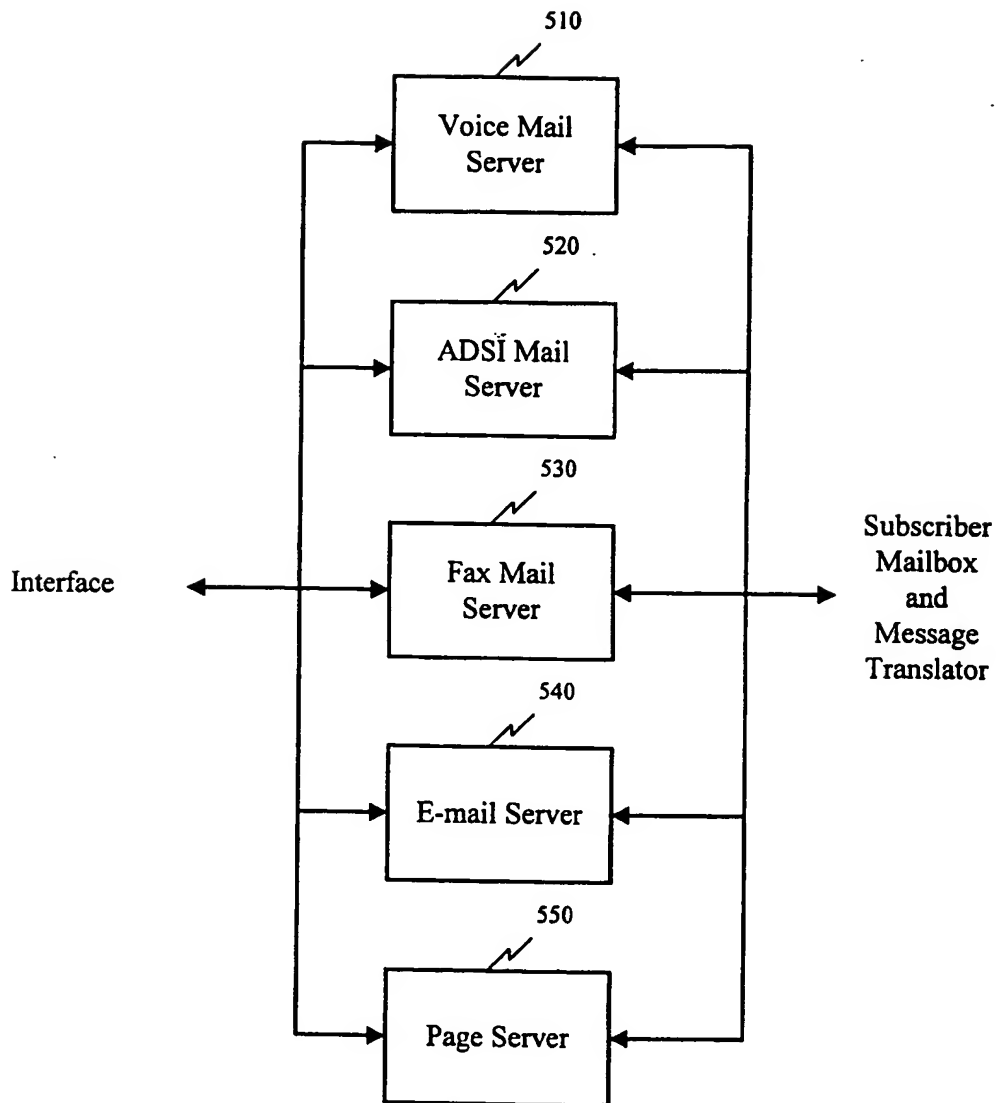 510
Voice Mail
Server
520
ADSI Mail
Server
530
Interface
Fax Mail
Server
Subscriber
Mailbox
and
Message
Translator
540
E-mail Server
550
Page Server